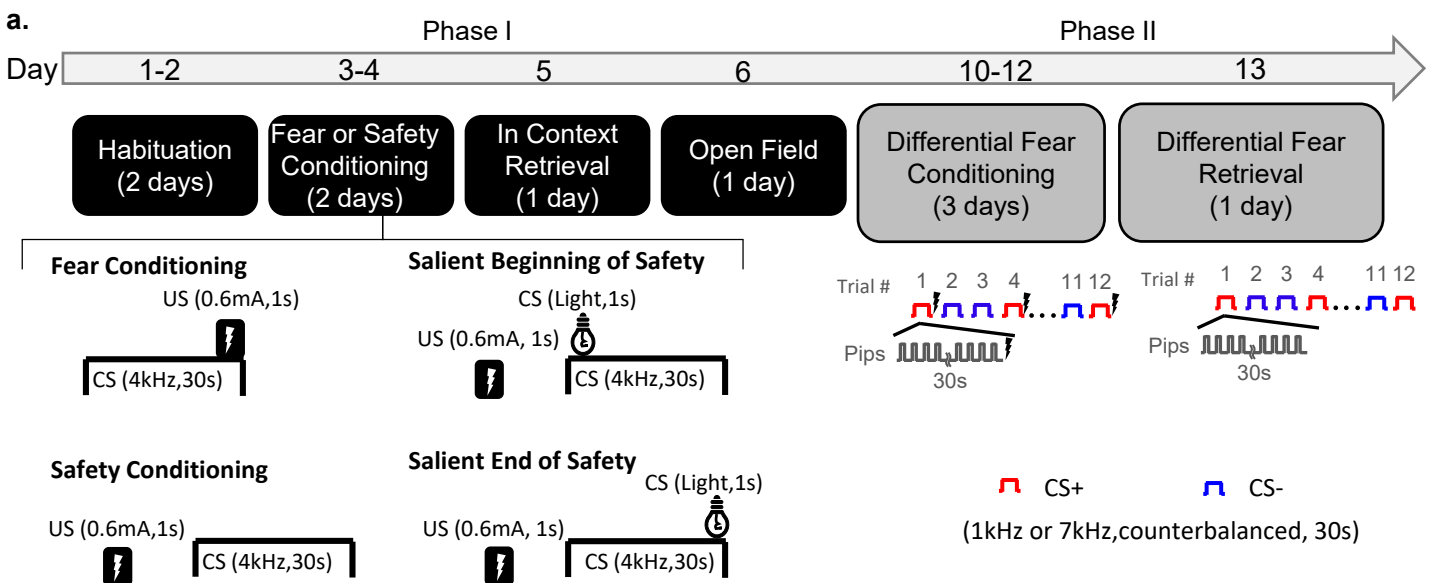 a.
Phase I
Phase II
Day
1-2
3-4
5
6
10-12
13
Habituation
(2 days)
Fear or Safety
Conditioning
(2 days)
In Context
Retrieval
(1 day)
Open Field
(1 day)
Differential Fear
Conditioning
(3 days)
Differential Fear
Retrieval
(1 day)
Fear Conditioning
US (0.6mA,1s)
CS (4kHz,30s)
Salient Beginning of Safety
CS (Light,1s)
US (0.6mA, 1s)
CS (4kHz,30s)
Safety Conditioning
US (0.6mA,1s)
CS (4kHz,30s)
Salient End of Safety
CS (Light,1s)
US (0.6mA, 1s)
CS (4kHz,30s)
Trial # 1 2 3 4 11 12
...
Pips
30s
Trial # 1 2 3 4 11 12
...
Pips
30s
CS+ CS-
(1kHz or 7kHz,counterbalanced, 30s)